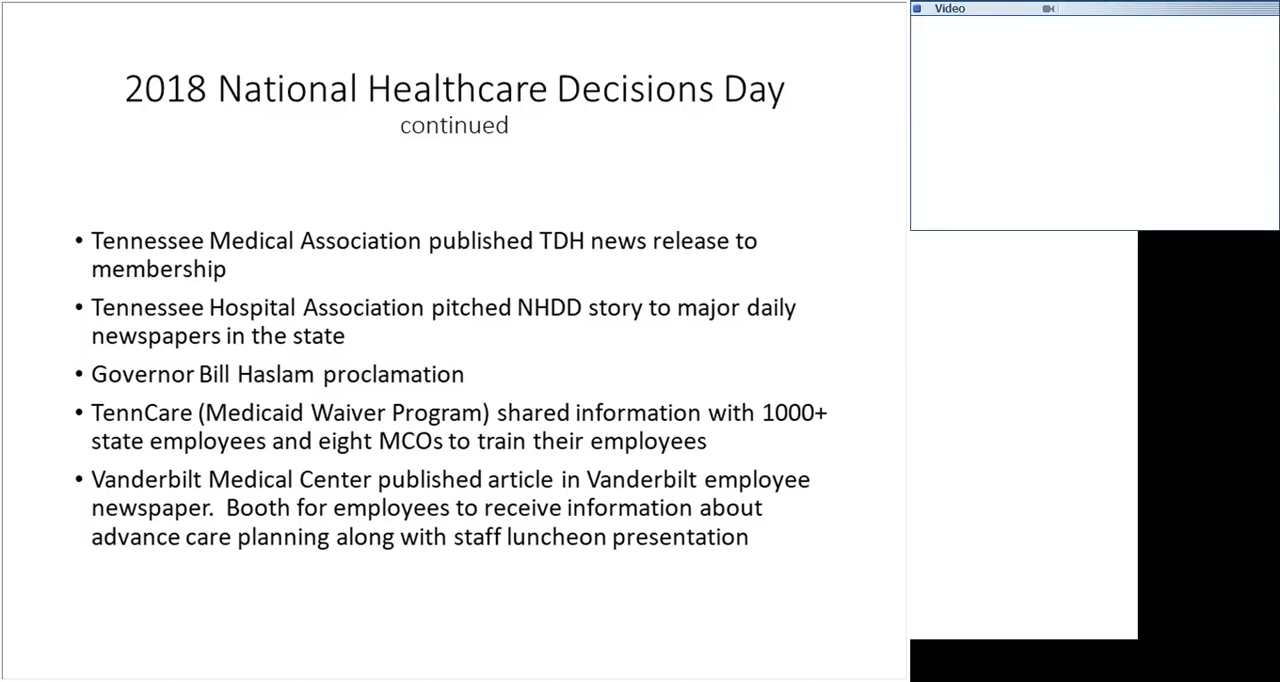 2018 National Healthcare Decisions Day
continued
• Tennessee Medical Association published TDH news release to
membership
• Tennessee Hospital Association pitched NHDD story to major daily
newspapers in the state
• Governor Bill Haslam proclamation
• TennCare (Medicaid Waiver Program) shared information with 1000+
state employees and eight MCOs to train their employees
• Vanderbilt Medical Center published article in Vanderbilt employee
newspaper.  Booth for employees to receive information about
advance care planning along with staff luncheon presentation
Video